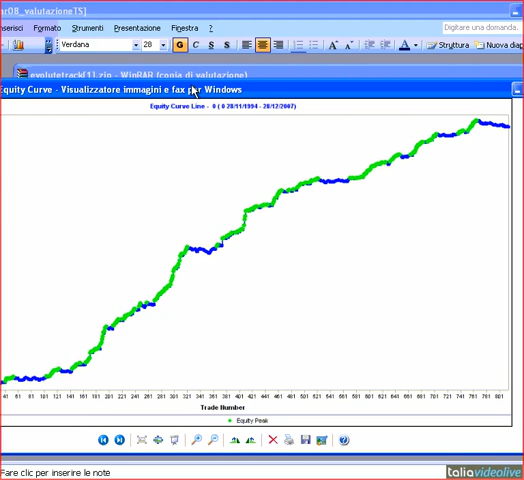 ar08_valutazioneTS]
nserisci Formato Strumenti Presentazione Finestra ? Digitare una domanda.
Verdana 28 G C S S A A Struttura Nuova diap
evolutetrack[1].zip - WinRAR (copia di valutazione)
Equity Curve - Visualizzatore immagini e fax per Windows
Equity Curve Line - 0 ( 0 28/11/1994 - 28/12/2007)
41 61 81 101 121 141 161 181 201 221 241 261 281 301 321 341 361 381 401 421 441 461 481 501 521 541 561 581 601 621 641 661 681 701 721 741 761 781 801
Trade Number
Equity Peak
Fare clic per inserire le note
taliavideolive